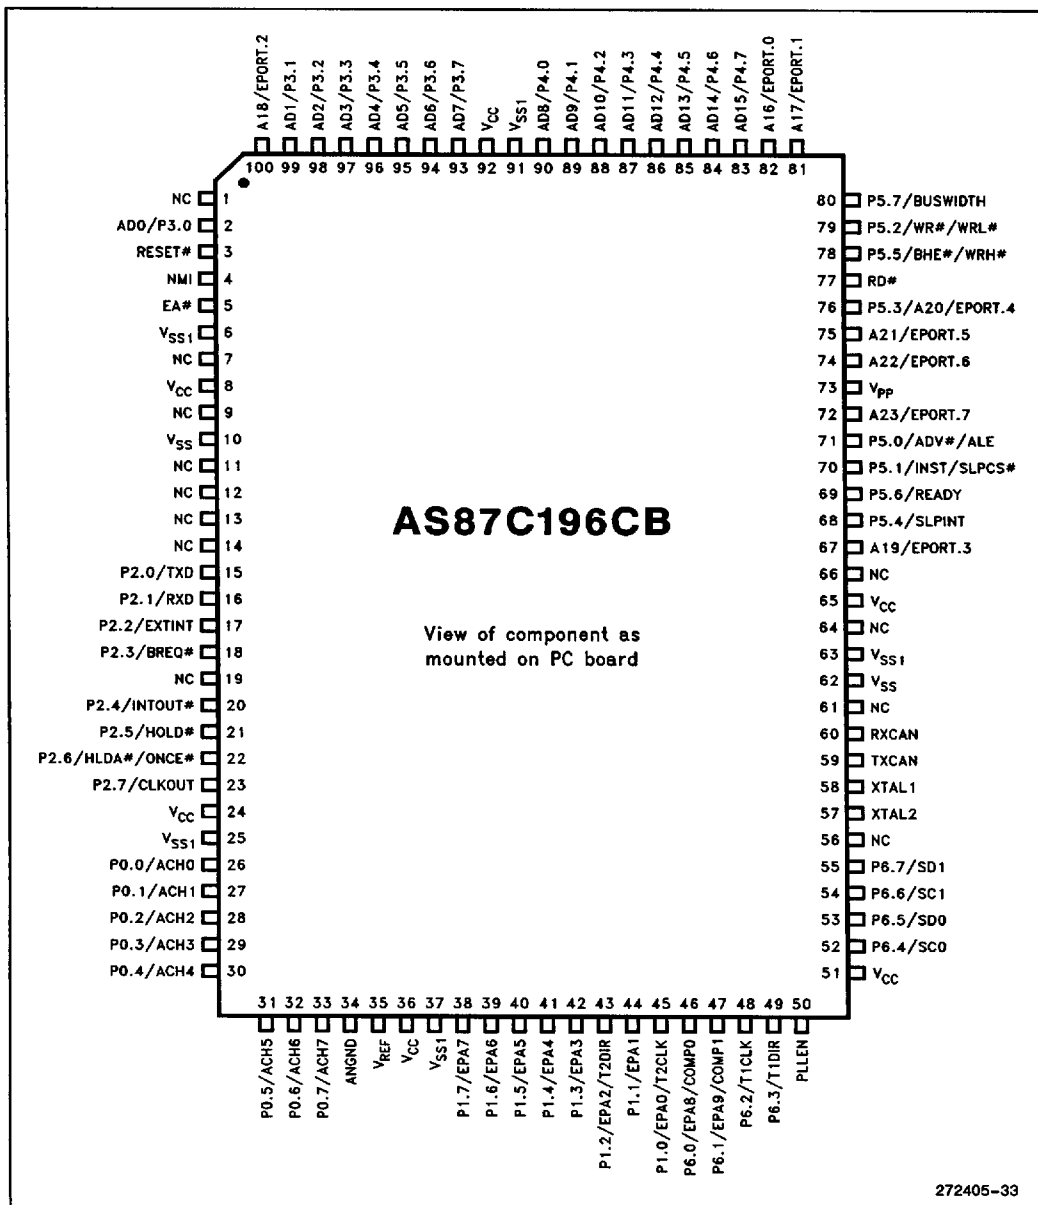 A18/EPORT.2
AD1/P3.1
AD2/P3.2
AD3/P3.3
AD4/P3.4
AD5/P3.5
AD6/P3.6
AD7/P3.7
VCC
VSS1
AD8/P4.0
AD9/P4.1
AD10/P4.2
AD11/P4.3
AD12/P4.4
AD13/P4.5
AD14/P4.6
AD15/P4.7
A16/EPORT.0
A17/EPORT.1
100 99 98 97 96 95 94 93 92 91 90 89 88 87 86 85 84 83 82 81
NC 1
AD0/P3.0 2
RESET# 3
NMI 4
EA# 5
VSS1 6
NC 7
VCC 8
NC 9
VSS 10
NC 11
NC 12
NC 13
NC 14
P2.0/TXD 15
P2.1/RXD 16
P2.2/EXTINT 17
P2.3/BREQ# 18
NC 19
P2.4/INTOUT# 20
P2.5/HOLD# 21
P2.6/HLDA#/ONCE# 22
P2.7/CLKOUT 23
VCC 24
VSS1 25
P0.0/ACH0 26
P0.1/ACH1 27
P0.2/ACH2 28
P0.3/ACH3 29
P0.4/ACH4 30
AS87C196CB
View of component as
mounted on PC board
80 P5.7/BUSWIDTH
79 P5.2/WR#/WRL#
78 P5.5/BHE#/WRH#
77 RD#
76 P5.3/A20/EPORT.4
75 A21/EPORT.5
74 A22/EPORT.6
73 VPP
72 A23/EPORT.7
71 P5.0/ADV#/ALE
70 P5.1/INST/SLPCS#
69 P5.6/READY
68 P5.4/SLPINT
67 A19/EPORT.3
66 NC
65 VCC
64 NC
63 VSS1
62 VSS
61 NC
60 RXCAN
59 TXCAN
58 XTAL1
57 XTAL2
56 NC
55 P6.7/SD1
54 P6.6/SC1
53 P6.5/SD0
52 P6.4/SC0
51 VCC
31 32 33 34 35 36 37 38 39 40 41 42 43 44 45 46 47 48 49 50
P0.5/ACH5
P0.6/ACH6
P0.7/ACH7
ANGND
VREF
VCC
VSS1
P1.7/EPA7
P1.6/EPA6
P1.5/EPA5
P1.4/EPA4
P1.3/EPA3
P1.2/EPA2/T2DIR
P1.1/EPA1
P1.0/EPA0/T2CLK
P6.0/EPA8/COMP0
P6.1/EPA9/COMP1
P6.2/T1CLK
P6.3/T1DIR
PLLEN
272405-33